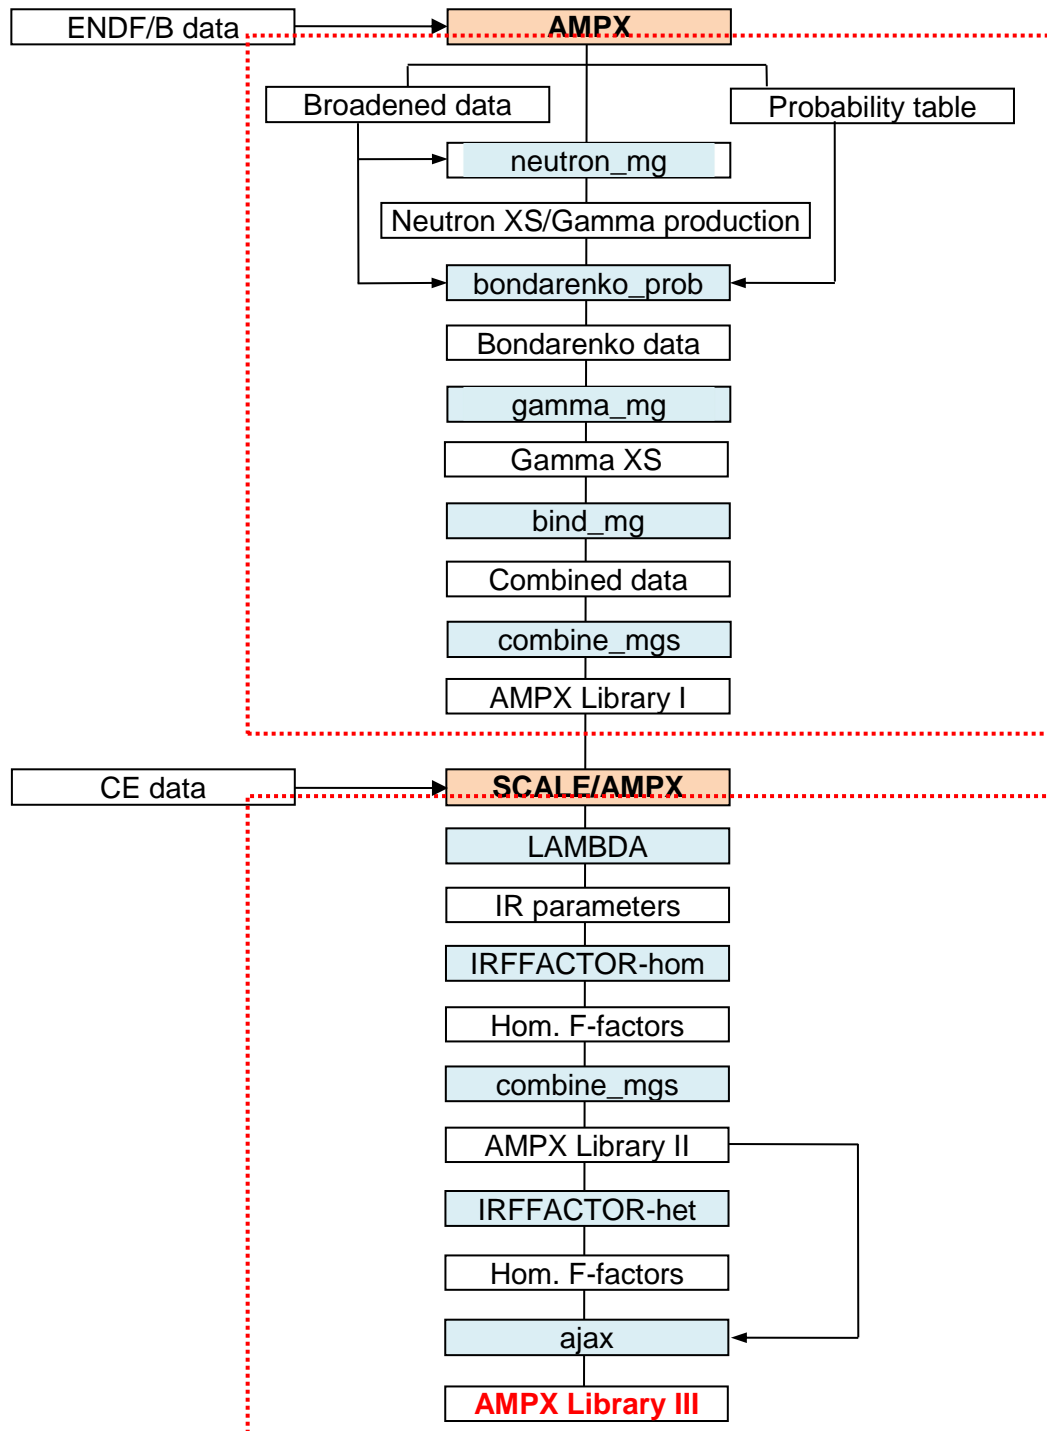 ENDF/B data
AMPX
Broadened data
Probability table
neutron_mg
Neutron XS/Gamma production
bondarenko_prob
Bondarenko data
gamma_mg
Gamma XS
bind_mg
Combined data
combine_mgs
AMPX Library I
CE data
SCALE/AMPX
LAMBDA
IR parameters
IRFFACTOR-hom
Hom. F-factors
combine_mgs
AMPX Library II
IRFFACTOR-het
Hom. F-factors
ajax
AMPX Library III